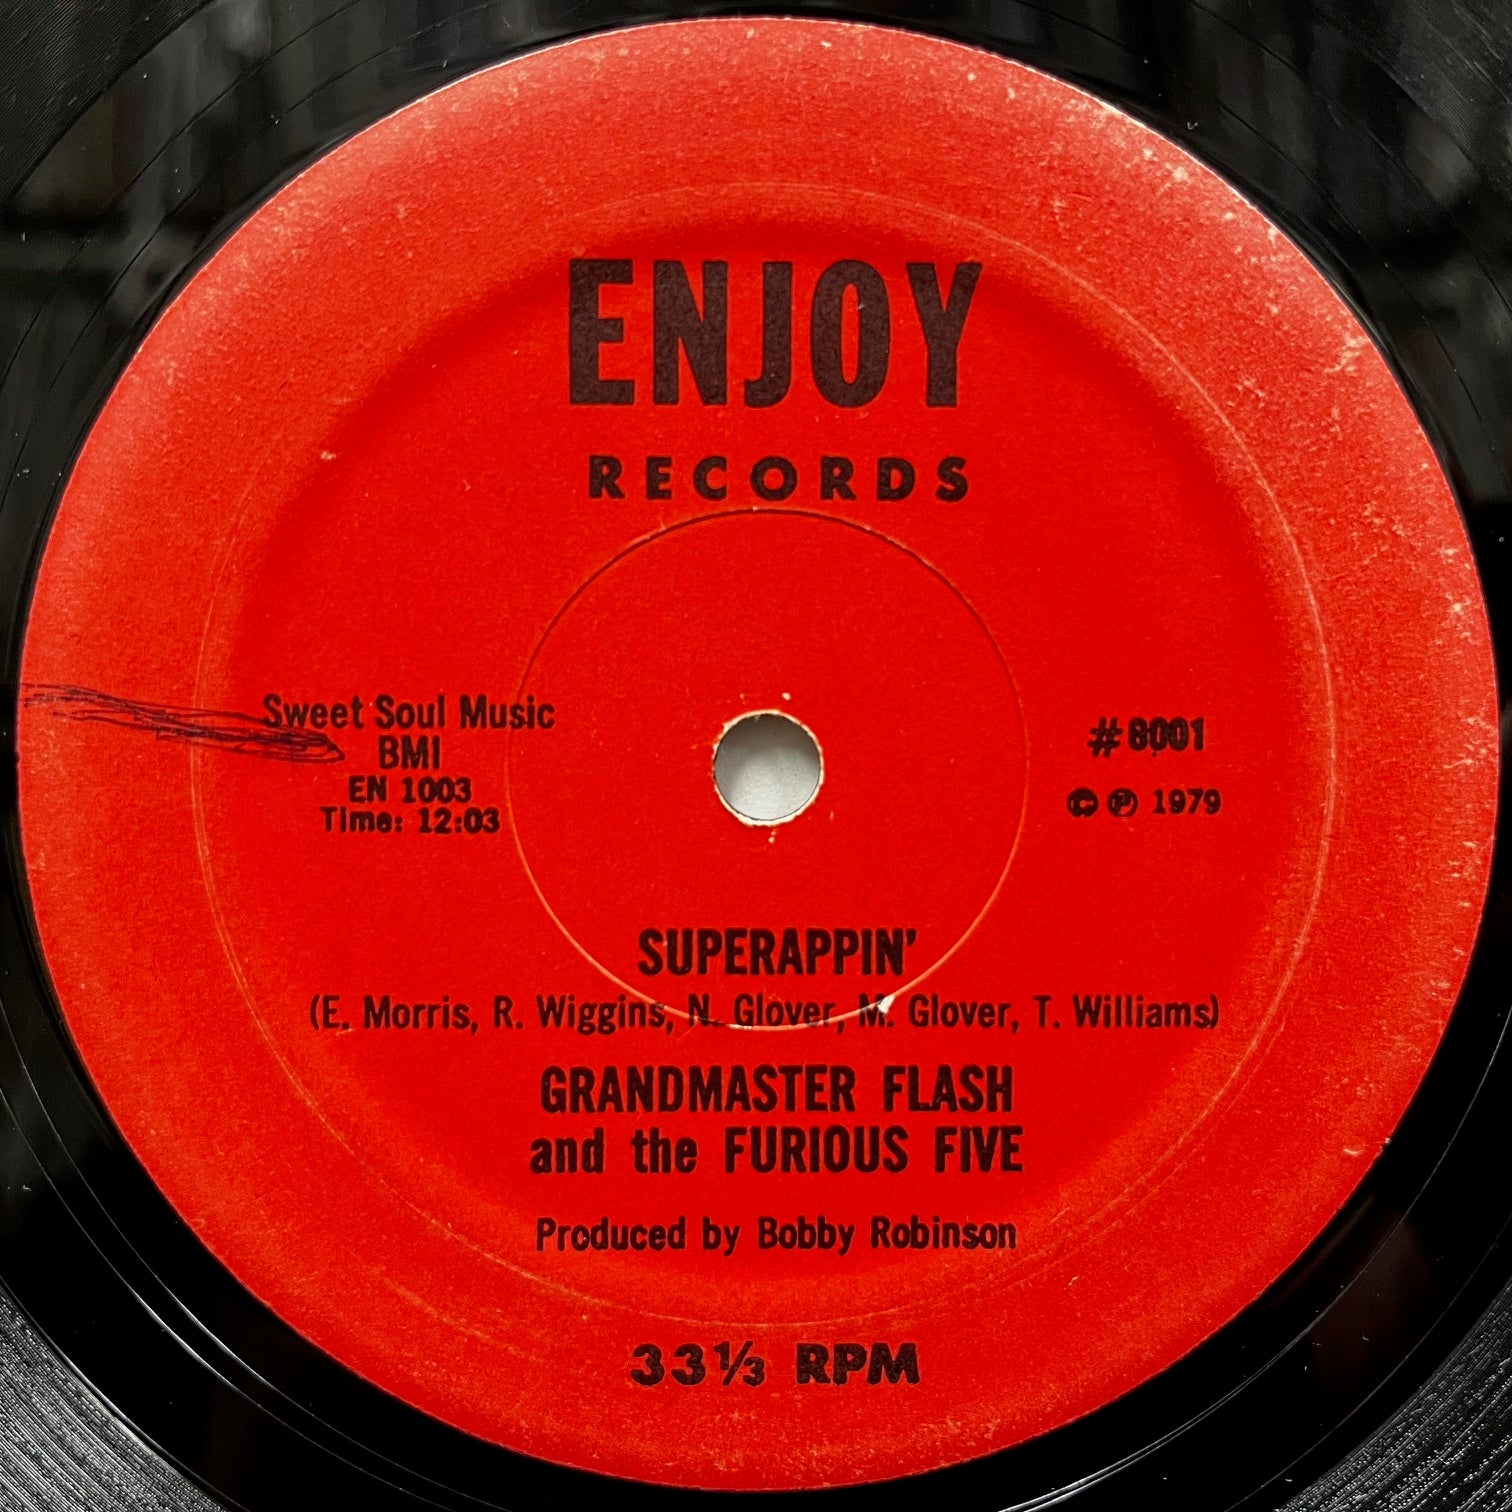 ENJOY
RECORDS
Sweet Soul Music
BMI
EN 1003
Time: 12:03
# 6001
© ℗ 1979
SUPERAPPIN’
(E. Morris, R. Wiggins, N. Glover, M. Glover, T. Williams)
GRANDMASTER FLASH
and the FURIOUS FIVE
Produced by Bobby Robinson
33⅓ RPM